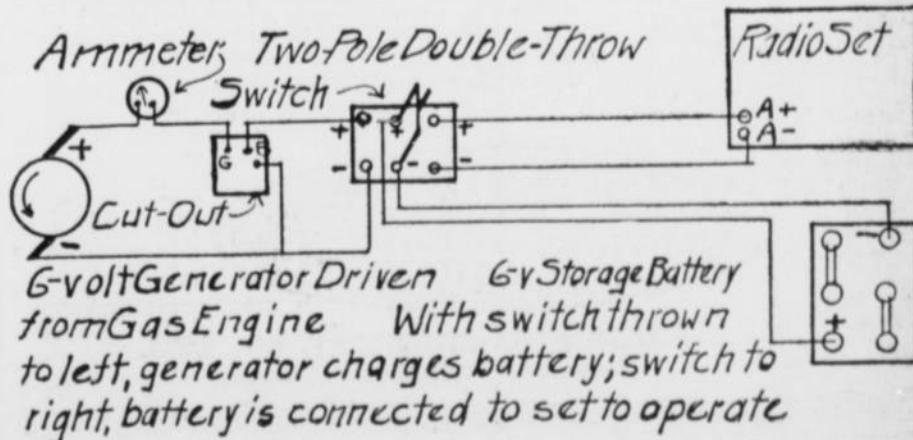 Ammeter, Two-Pole Double-Throw
Switch
Radio Set
A+
A-
+
-
+
-
+
-
+
-
G
B
Cut-Out
-
+
6-volt Generator Driven
from Gas Engine
6-v Storage Battery
With switch thrown
to left, generator charges battery; switch to
right, battery is connected to set to operate